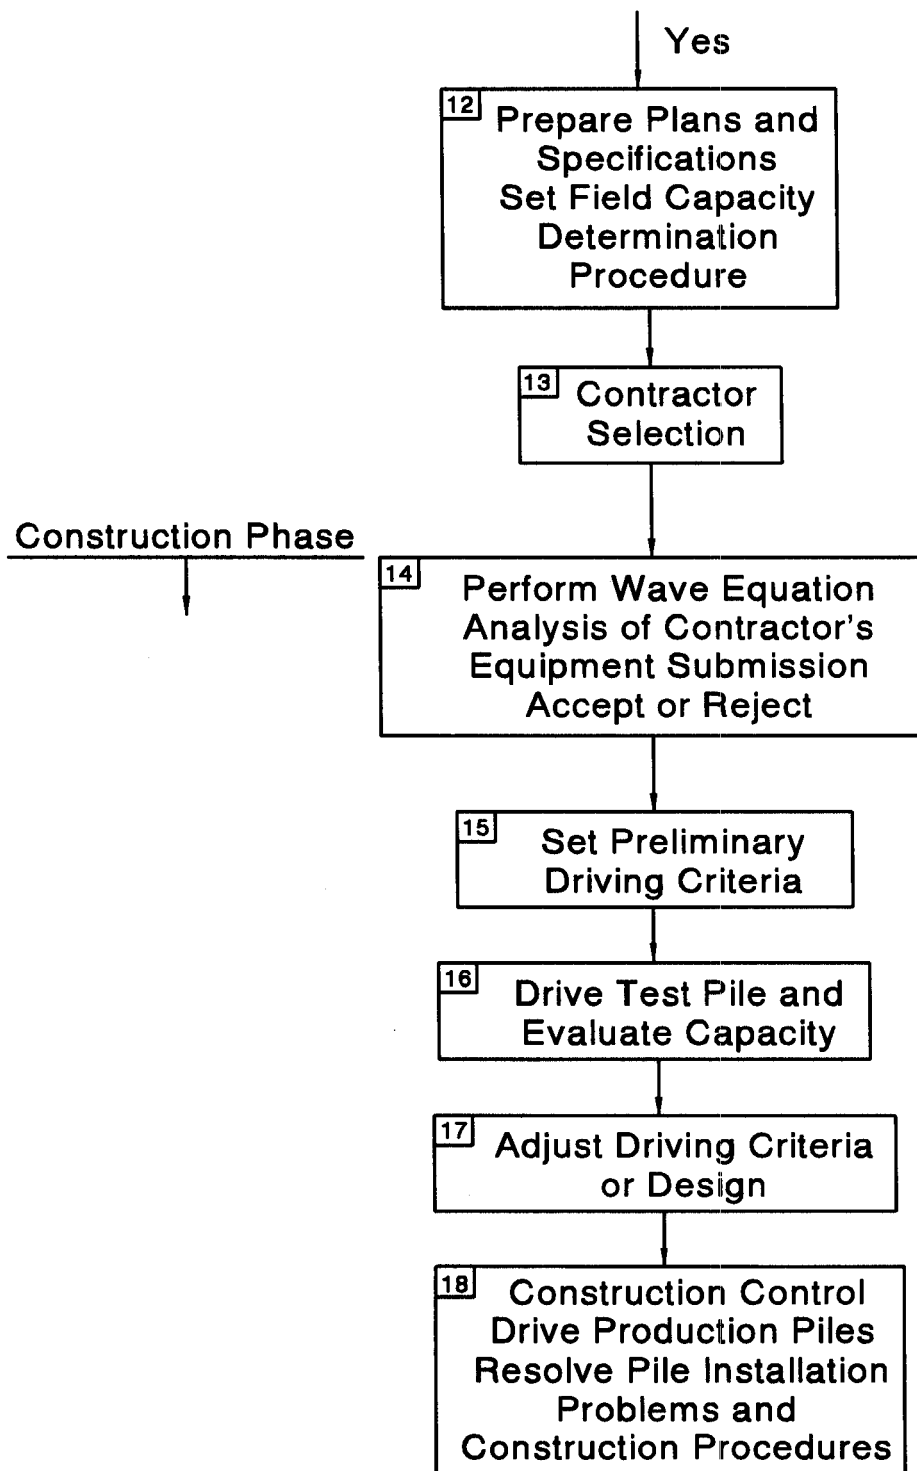 Yes
12
Prepare Plans and
Specifications
Set Field Capacity
Determination
Procedure
13
Contractor
Selection
Construction Phase
14
Perform Wave Equation
Analysis of Contractor's
Equipment Submission
Accept or Reject
15
Set Preliminary
Driving Criteria
16
Drive Test Pile and
Evaluate Capacity
17
Adjust Driving Criteria
or Design
18
Construction Control
Drive Production Piles
Resolve Pile Installation
Problems and
Construction Procedures